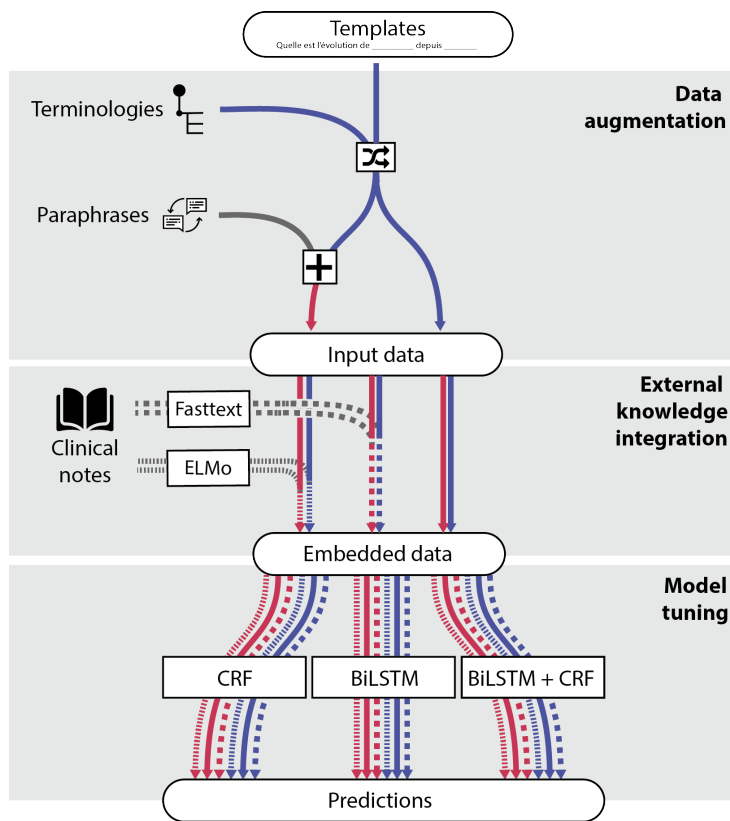 Templates
Quelle est l'évolution de _________ depuis _______
Data
augmentation
Terminologies
Paraphrases
Input data
External
knowledge
integration
Fasttext
Clinical
notes
ELMo
Embedded data
Model
tuning
CRF
BiLSTM
BiLSTM + CRF
Predictions